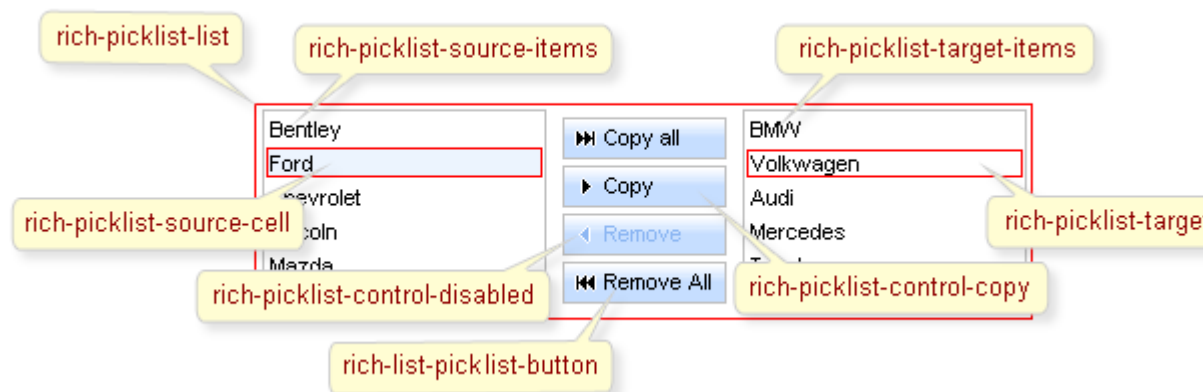 rich-picklist-list
rich-picklist-source-items
rich-picklist-target-items
Bentley
Copy all
BMW
Ford
Volkwagen
Copy
Audi
rich-picklist-source-cell
rich-picklist-targe
Remove
Mercedes
Mazda
rich-picklist-control-disabled
Remove All
rich-picklist-control-copy
rich-list-picklist-button